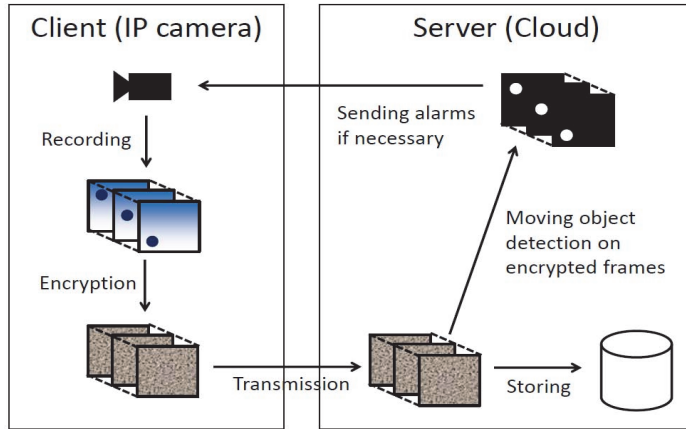 Client (IP camera)
Server (Cloud)
Sending alarms
if necessary
Recording
Moving object
detection on
encrypted frames
Encryption
Transmission
Storing